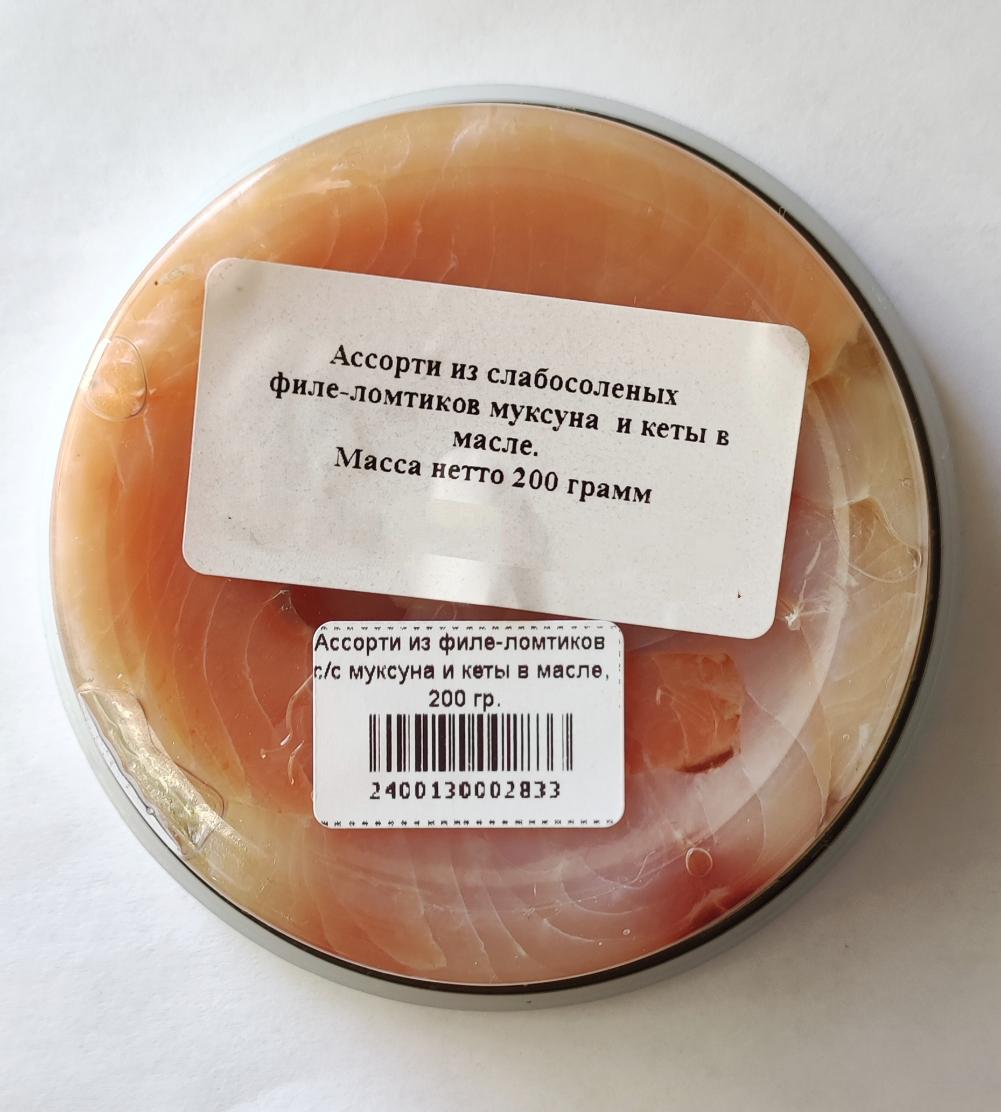 Ассорти из слабосоленых
филе-ломтиков муксуна и кеты в
масле.
Масса нетто 200 грамм
Ассорти из филе-ломтиков
с/с муксуна и кеты в масле,
200 гр.
2400130002833